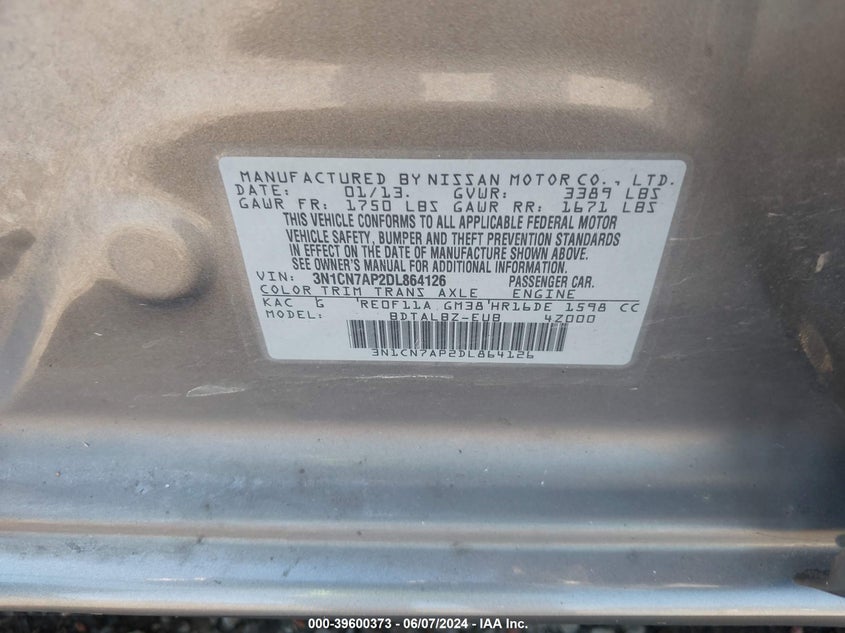 MANUFACTURED BY NISSAN MOTOR CO., LTD.
DATE: 01/13. GVWR: 3389 LBS
GAWR FR: 1750 LBS GAWR RR: 1671 LBS
THIS VEHICLE CONFORMS TO ALL APPLICABLE FEDERAL MOTOR
VEHICLE SAFETY, BUMPER AND THEFT PREVENTION STANDARDS
IN EFFECT ON THE DATE OF MANUFACTURE SHOWN ABOVE.
SEE OWNER'S MANUAL FOR ADDITIONAL INFORMATION.
VIN: 3N1CN7AP2DL864126 PASSENGER CAR.
COLOR TRIM TRANS AXLE ENGINE
KAC G RE0F11A GM38 HR16DE 1598 CC
MODEL: BDTALBZ-EUB 4Z000
3N1CN7AP2DL864126
000-39600373 - 06/07/2024 - IAA Inc.